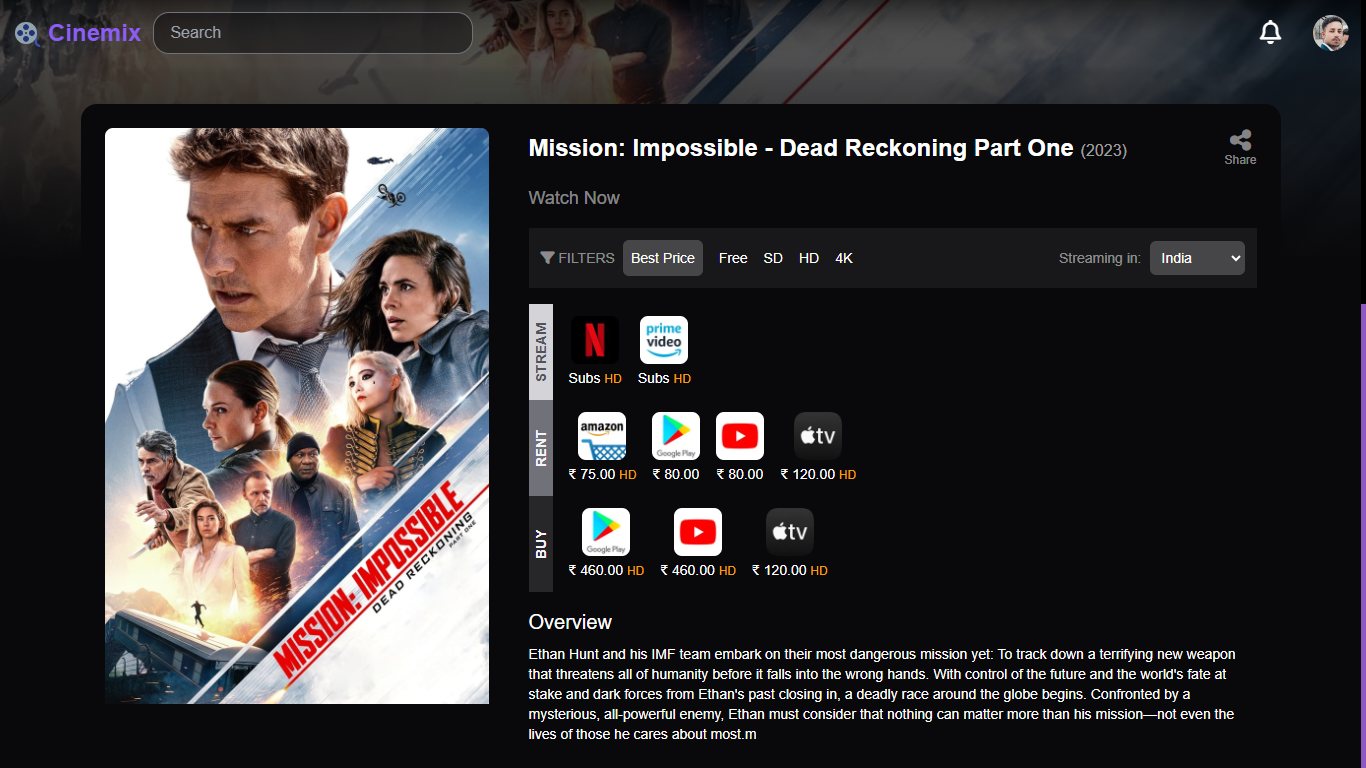 Cinemix
Search
Mission: Impossible - Dead Reckoning Part One (2023)
Share
Watch Now
FILTERS Best Price Free SD HD 4K Streaming in: India
STREAM
N
prime video
Subs HD Subs HD
RENT
amazon
Google Play
tv
₹ 75.00 HD ₹ 80.00 ₹ 80.00 ₹ 120.00 HD
BUY
Google Play
tv
₹ 460.00 HD ₹ 460.00 HD ₹ 120.00 HD
MISSION: IMPOSSIBLE
DEAD RECKONING
PART ONE
Overview
Ethan Hunt and his IMF team embark on their most dangerous mission yet: To track down a terrifying new weapon
that threatens all of humanity before it falls into the wrong hands. With control of the future and the world's fate at
stake and dark forces from Ethan's past closing in, a deadly race around the globe begins. Confronted by a
mysterious, all-powerful enemy, Ethan must consider that nothing can matter more than his mission—not even the
lives of those he cares about most.m